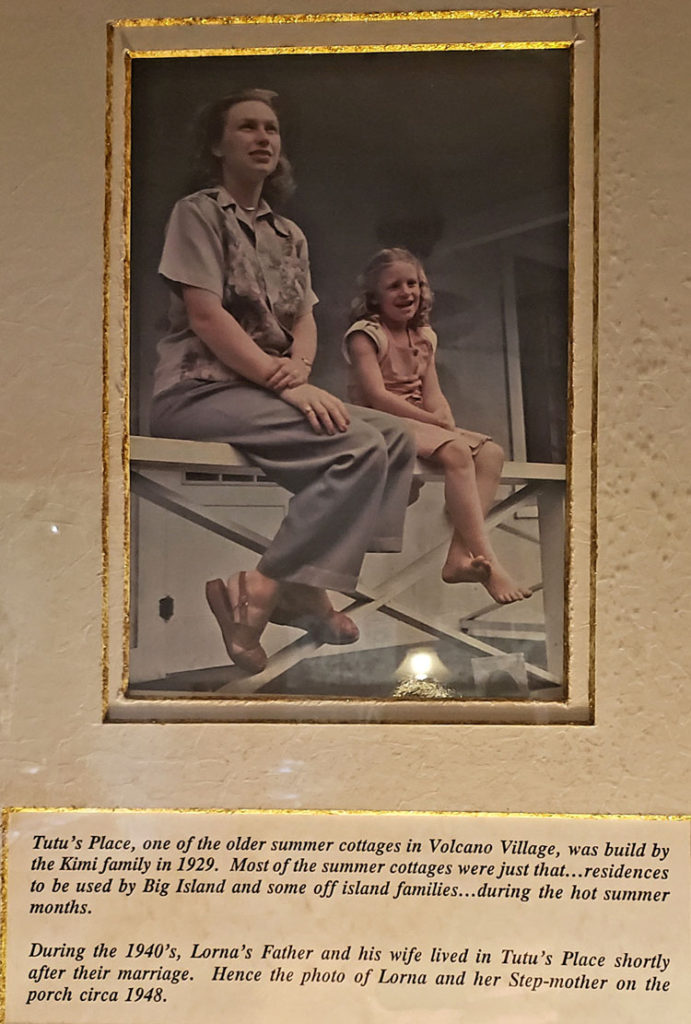 Tutu's Place, one of the older summer cottages in Volcano Village, was build by
the Kimi family in 1929.  Most of the summer cottages were just that...residences
to be used by Big Island and some off island families...during the hot summer
months.
During the 1940's, Lorna's Father and his wife lived in Tutu's Place shortly
after their marriage.  Hence the photo of Lorna and her Step-mother on the
porch circa 1948.